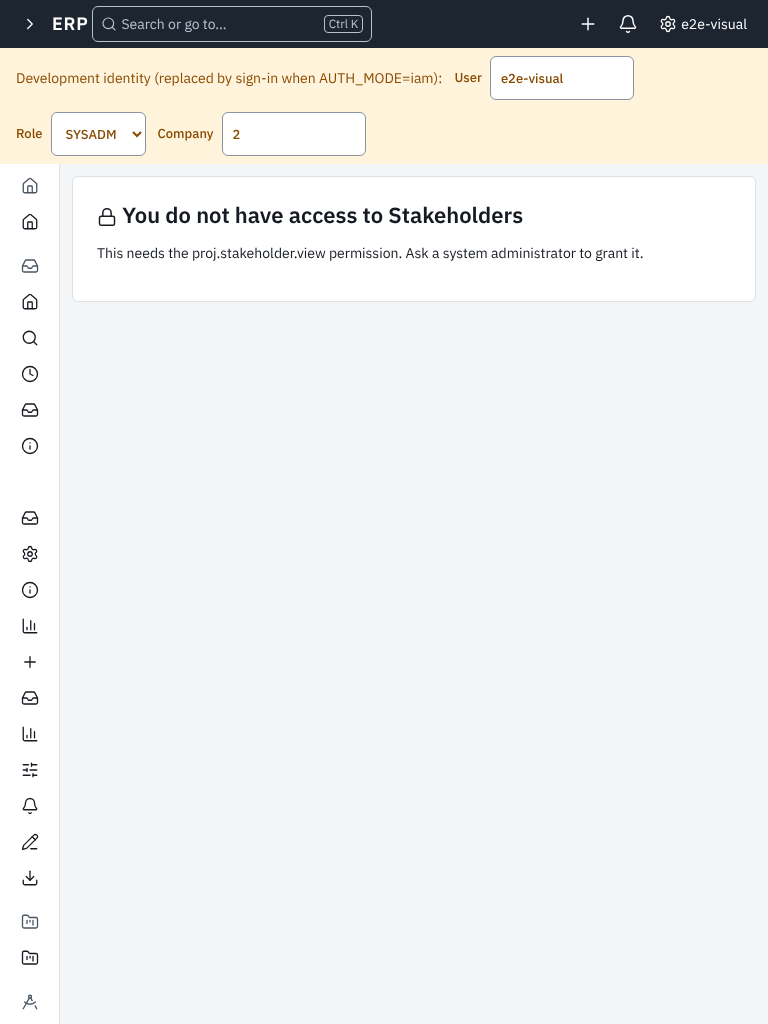 ERP
Search or go to...
Ctrl K
e2e-visual
Development identity (replaced by sign-in when AUTH_MODE=iam):
User
e2e-visual
Role
SYSADM
Company
2
You do not have access to Stakeholders
This needs the proj.stakeholder.view permission. Ask a system administrator to grant it.